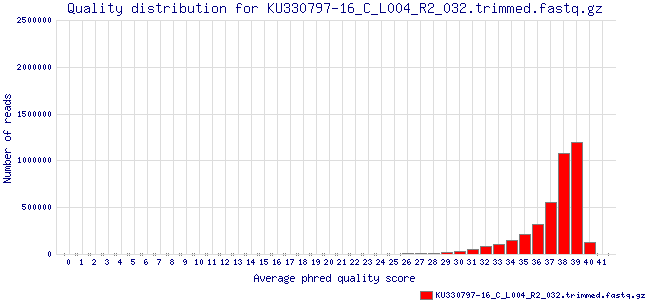 Quality distribution for KU330797-16_C_L004_R2_032.trimmed.fastq.gz
2500000
2000000
1500000
1000000
500000
0
Number of reads
0 1 2 3 4 5 6 7 8 9 10 11 12 13 14 15 16 17 18 19 20 21 22 23 24 25 26 27 28 29 30 31 32 33 34 35 36 37 38 39 40 41
Average phred quality score
KU330797-16_C_L004_R2_032.trimmed.fastq.gz